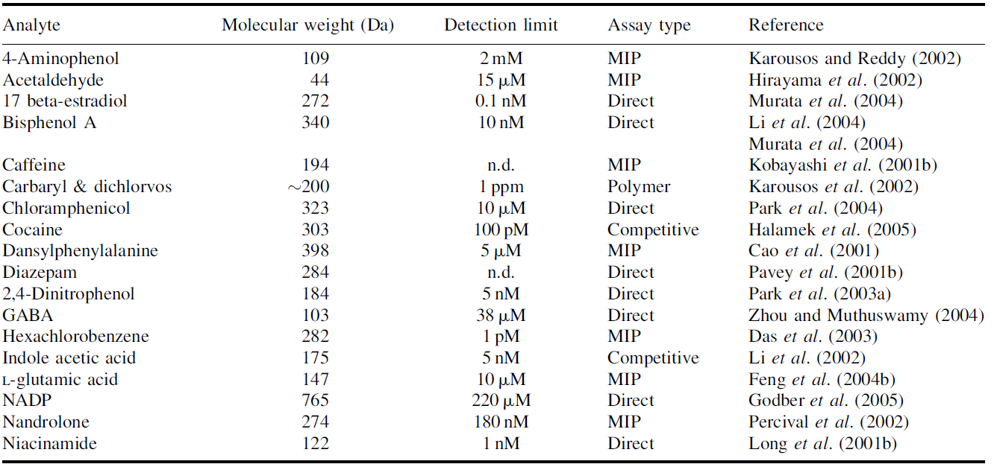 Analyte Molecular weight (Da) Detection limit Assay type Reference
4-Aminophenol 109 2 mM MIP Karousos and Reddy (2002)
Acetaldehyde 44 15 μM MIP Hirayama et al. (2002)
17 beta-estradiol 272 0.1 nM Direct Murata et al. (2004)
Bisphenol A 340 10 nM Direct Li et al. (2004)
Murata et al. (2004)
Caffeine 194 n.d. MIP Kobayashi et al. (2001b)
Carbaryl & dichlorvos ~200 1 ppm Polymer Karousos et al. (2002)
Chloramphenicol 323 10 μM Direct Park et al. (2004)
Cocaine 303 100 pM Competitive Halamek et al. (2005)
Dansylphenylalanine 398 5 μM MIP Cao et al. (2001)
Diazepam 284 n.d. Direct Pavey et al. (2001b)
2,4-Dinitrophenol 184 5 nM Direct Park et al. (2003a)
GABA 103 38 μM Direct Zhou and Muthuswamy (2004)
Hexachlorobenzene 282 1 pM MIP Das et al. (2003)
Indole acetic acid 175 5 nM Competitive Li et al. (2002)
L-glutamic acid 147 10 μM MIP Feng et al. (2004b)
NADP 765 220 μM Direct Godber et al. (2005)
Nandrolone 274 180 nM MIP Percival et al. (2002)
Niacinamide 122 1 nM Direct Long et al. (2001b)